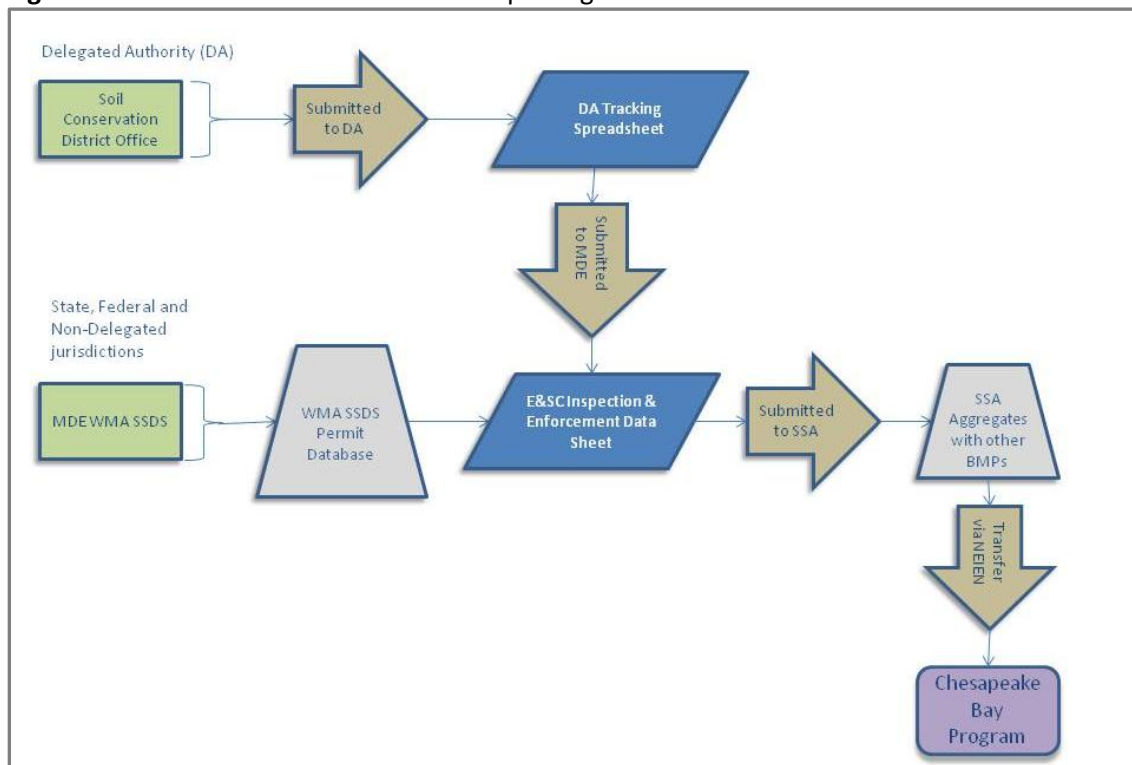 Delegated Authority (DA)
Soil
Conservation
District Office
Submitted
to DA
DA Tracking
Spreadsheet
Submitted
to MDE
State, Federal and
Non-Delegated
jurisdictions
MDE WMA SSDS
WMA SSDS
Permit
Database
E&SC Inspection &
Enforcement Data
Sheet
Submitted
to SSA
SSA
Aggregates
with other
BMPs
Transfer
via NEIEN
Chesapeake
Bay
Program